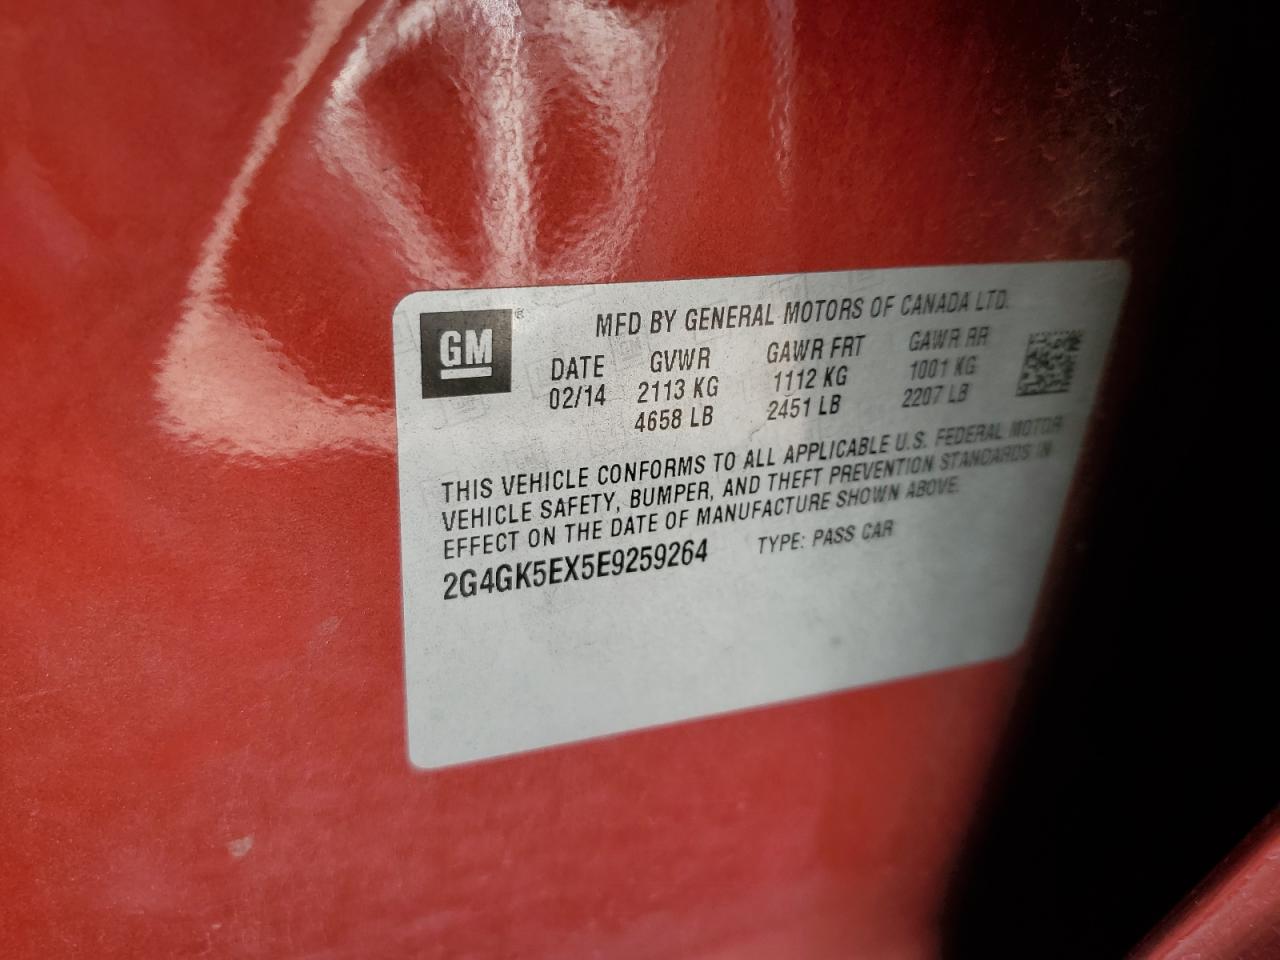 GM®
MFD BY GENERAL MOTORS OF CANADA LTD.
DATE GVWR GAWR FRT GAWR RR
02/14 2113 KG 1112 KG 1001 KG
4658 LB 2451 LB 2207 LB
THIS VEHICLE CONFORMS TO ALL APPLICABLE U.S. FEDERAL MOTOR
VEHICLE SAFETY, BUMPER, AND THEFT PREVENTION STANDARDS IN
EFFECT ON THE DATE OF MANUFACTURE SHOWN ABOVE.
2G4GK5EX5E9259264 TYPE: PASS CAR